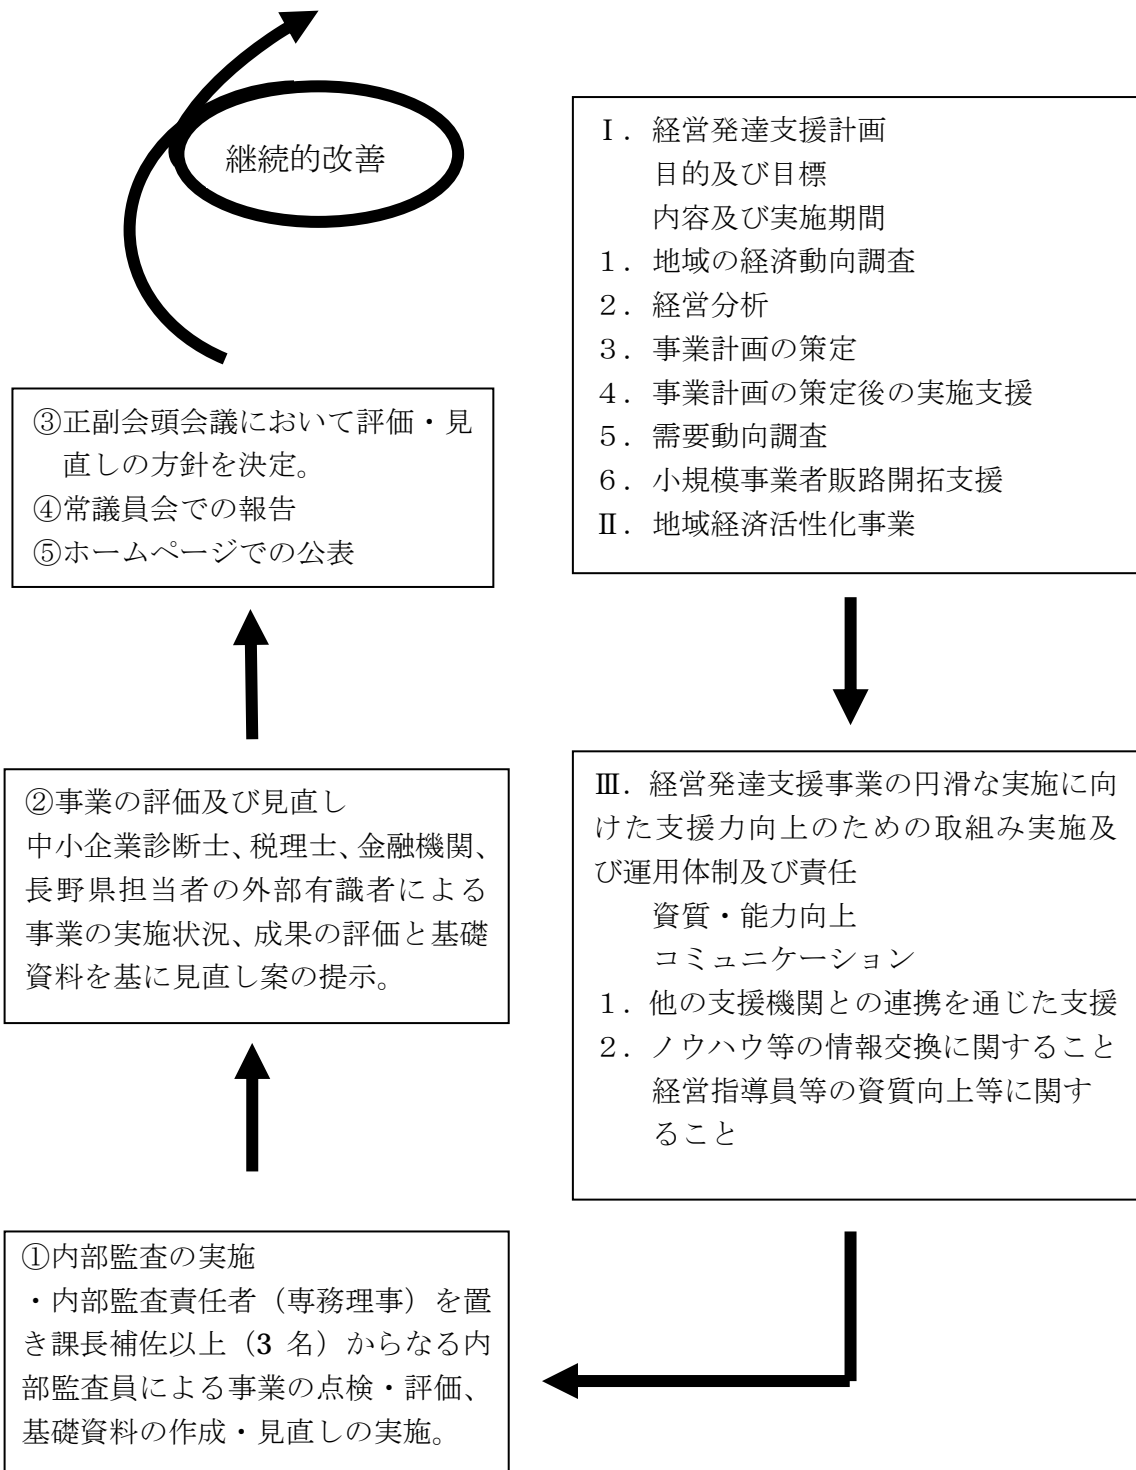 継続的改善
Ⅰ．経営発達支援計画
目的及び目標
内容及び実施期間
１．地域の経済動向調査
２．経営分析
３．事業計画の策定
４．事業計画の策定後の実施支援
５．需要動向調査
６．小規模事業者販路開拓支援
Ⅱ．地域経済活性化事業
Ⅲ．経営発達支援事業の円滑な実施に向
けた支援力向上のための取組み実施及
び運用体制及び責任
資質・能力向上
コミュニケーション
１．他の支援機関との連携を通じた支援
２．ノウハウ等の情報交換に関すること
経営指導員等の資質向上等に関す
ること
①内部監査の実施
・内部監査責任者（専務理事）を置
き課長補佐以上（3 名）からなる内
部監査員による事業の点検・評価、
基礎資料の作成・見直しの実施。
②事業の評価及び見直し
中小企業診断士、税理士、金融機関、
長野県担当者の外部有識者による
事業の実施状況、成果の評価と基礎
資料を基に見直し案の提示。
③正副会頭会議において評価・見
直しの方針を決定。
④常議員会での報告
⑤ホームページでの公表